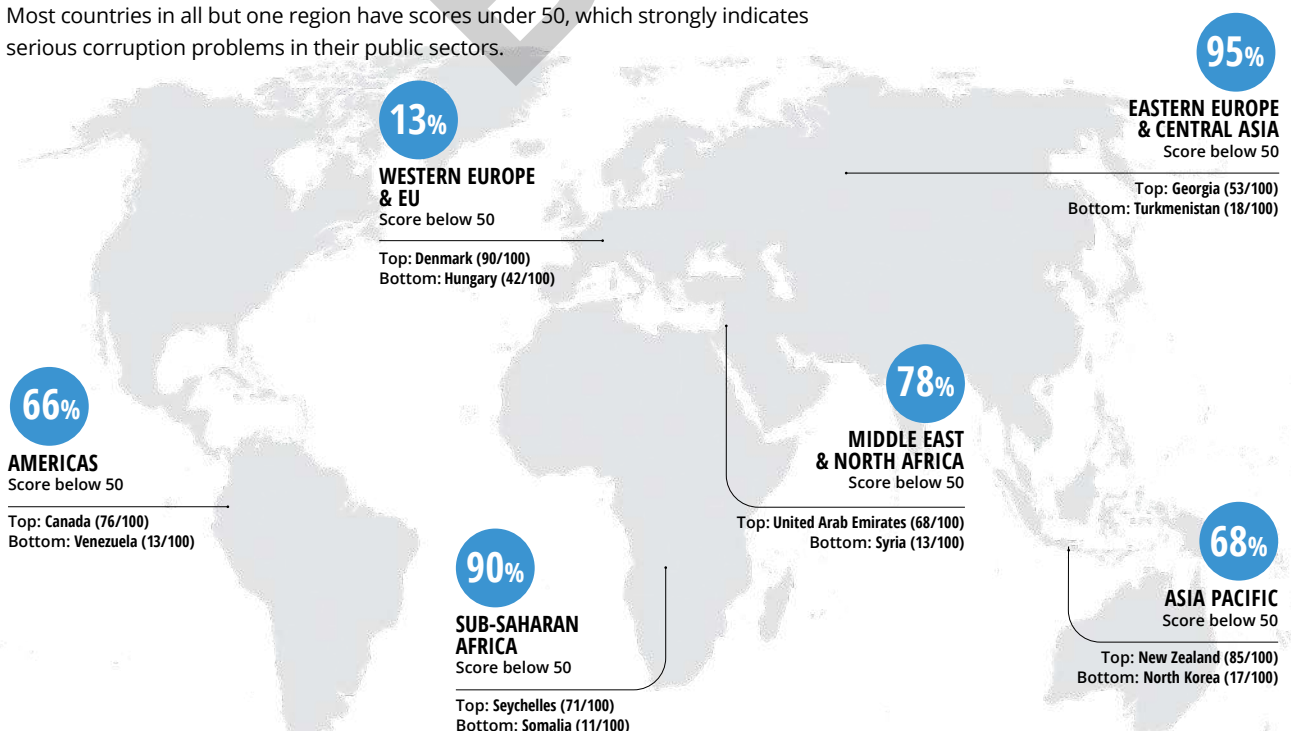 Most countries in all but one region have scores under 50, which strongly indicates
serious corruption problems in their public sectors.
95%
EASTERN EUROPE
& CENTRAL ASIA
Score below 50
Top: Georgia (53/100)
Bottom: Turkmenistan (18/100)
13%
WESTERN EUROPE
& EU
Score below 50
Top: Denmark (90/100)
Bottom: Hungary (42/100)
66%
AMERICAS
Score below 50
Top: Canada (76/100)
Bottom: Venezuela (13/100)
78%
MIDDLE EAST
& NORTH AFRICA
Score below 50
Top: United Arab Emirates (68/100)
Bottom: Syria (13/100)
90%
SUB-SAHARAN
AFRICA
Score below 50
Top: Seychelles (71/100)
Bottom: Somalia (11/100)
68%
ASIA PACIFIC
Score below 50
Top: New Zealand (85/100)
Bottom: North Korea (17/100)